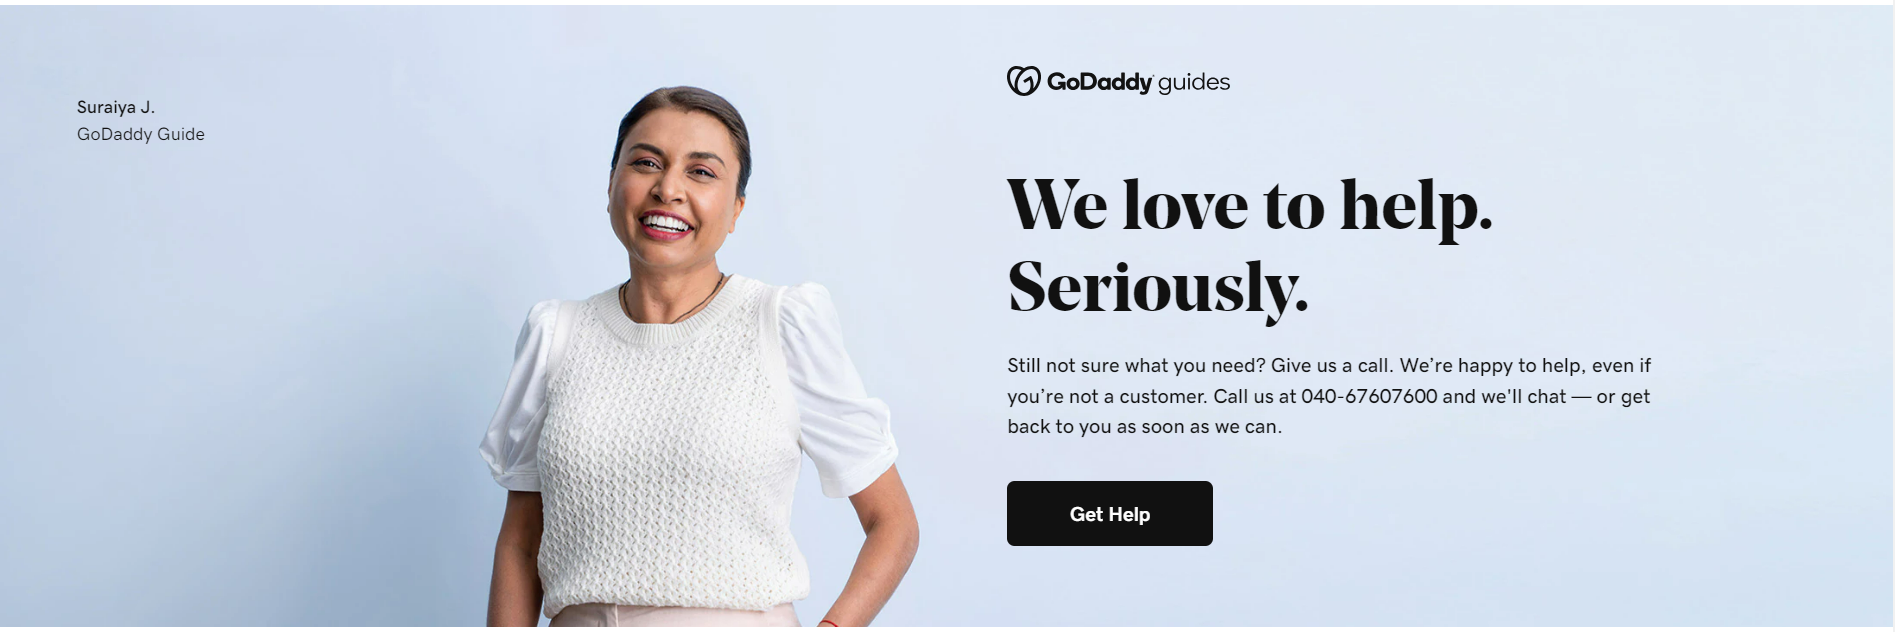 Suraiya J.
GoDaddy Guide
GoDaddy guides
We love to help.
Seriously.
Still not sure what you need? Give us a call. We’re happy to help, even if
you’re not a customer. Call us at 040-67607600 and we'll chat — or get
back to you as soon as we can.
Get Help